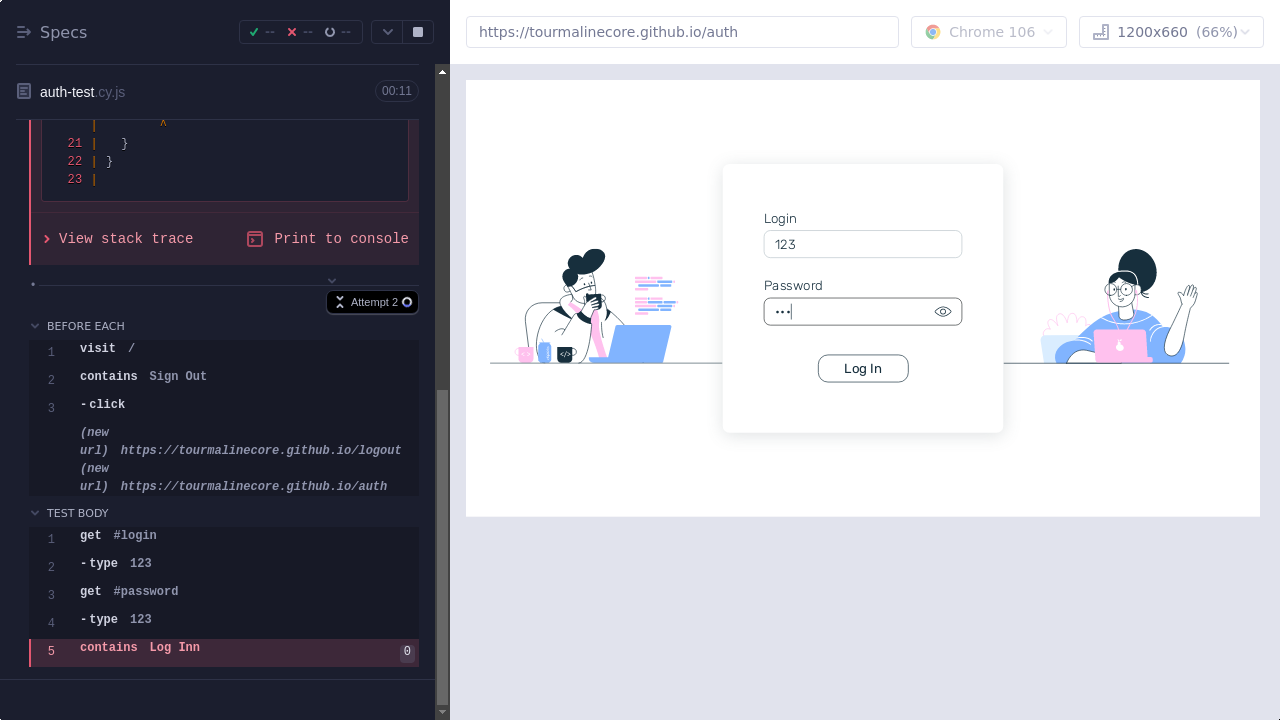 Specs
--
--
--
https://tourmalinecore.github.io/auth
Chrome 106
1200x660 (66%)
auth-test.cy.js
00:11
| ^
21 | }
22 | }
23 |
View stack trace
Print to console
Attempt 2
BEFORE EACH
1 visit /
2 contains Sign Out
3 -click
(new
url) https://tourmalinecore.github.io/logout
(new
url) https://tourmalinecore.github.io/auth
TEST BODY
1 get #login
2 -type 123
3 get #password
4 -type 123
5 contains Log Inn 0
Login
123
Password
•••
Log In